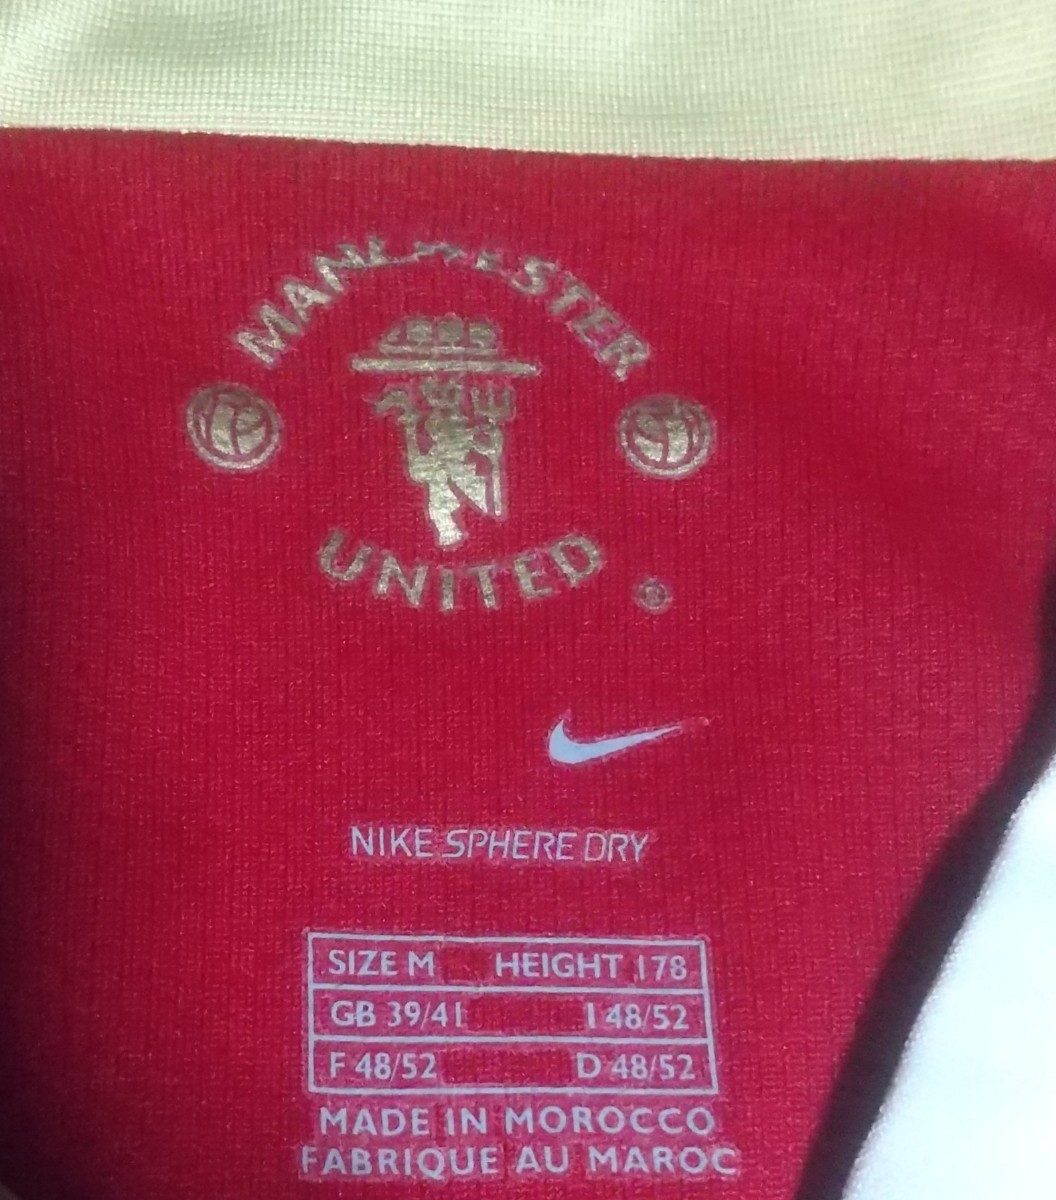 MANCHESTER
UNITED
®
NIKE SPHERE DRY
SIZE M HEIGHT 178
GB 39/41 I 48/52
F 48/52 D 48/52
MADE IN MOROCCO
FABRIQUE AU MAROC